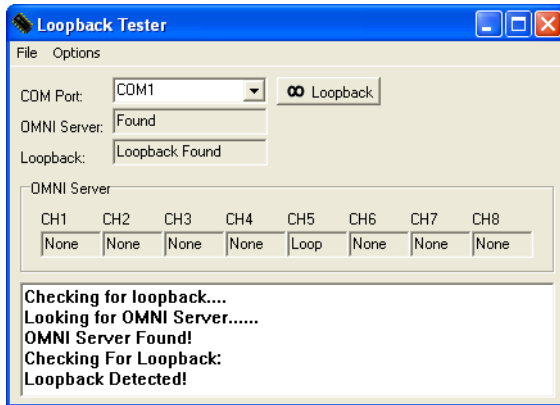 Loopback Tester
File Options
COM Port: COM1 Loopback
OMNI Server: Found
Loopback: Loopback Found
OMNI Server
CH1 CH2 CH3 CH4 CH5 CH6 CH7 CH8
None None None None Loop None None None
Checking for loopback....
Looking for OMNI Server......
OMNI Server Found!
Checking For Loopback:
Loopback Detected!